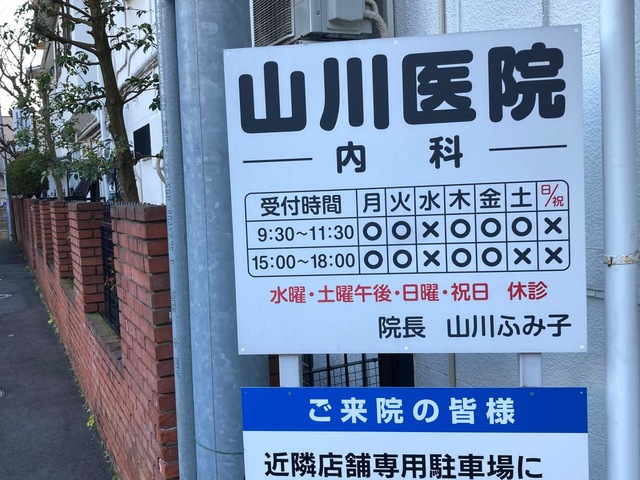 山川医院
内科
受付時間 月 火 水 木 金 土 日/祝
9:30～11:30 ○ ○ × ○ ○ ○ ×
15:00～18:00 ○ ○ × ○ ○ × ×
水曜・土曜午後・日曜・祝日 休診
院長 山川ふみ子
ご来院の皆様
近隣店舗専用駐車場に